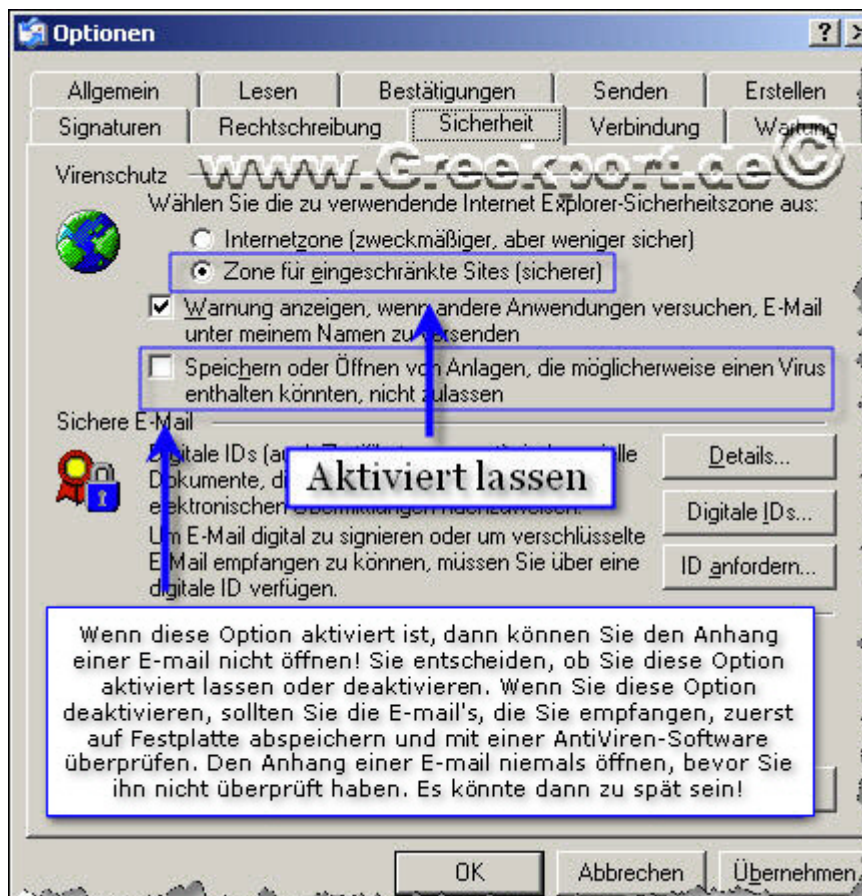 Optionen
Allgemein Lesen Bestätigungen Senden Erstellen
Signaturen Rechtschreibung Sicherheit Verbindung Wartung
www.Greekport.de©
Virenschutz
Wählen Sie die zu verwendende Internet Explorer-Sicherheitszone aus:
Internetzone (zweckmäßiger, aber weniger sicher)
Zone für eingeschränkte Sites (sicherer)
Warnung anzeigen, wenn andere Anwendungen versuchen, E-Mail
unter meinem Namen zu versenden
Speichern oder Öffnen von Anlagen, die möglicherweise einen Virus
enthalten könnten, nicht zulassen
Sichere E-Mail
Digitale IDs
Details...
Aktiviert lassen
Dokumente,
elektronischen Übermittlungen nachzuweisen.
Digitale IDs...
Um E-Mail digital zu signieren oder um verschlüsselte
E-Mail empfangen zu können, müssen Sie über eine
digitale ID verfügen.
ID anfordern...
Wenn diese Option aktiviert ist, dann können Sie den Anhang
einer E-mail nicht öffnen! Sie entscheiden, ob Sie diese Option
aktiviert lassen oder deaktivieren. Wenn Sie diese Option
deaktivieren, sollten Sie die E-mail's, die Sie empfangen, zuerst
auf Festplatte abspeichern und mit einer AntiViren-Software
überprüfen. Den Anhang einer E-mail niemals öffnen, bevor Sie
ihn nicht überprüft haben. Es könnte dann zu spät sein!
OK Abbrechen Übernehmen